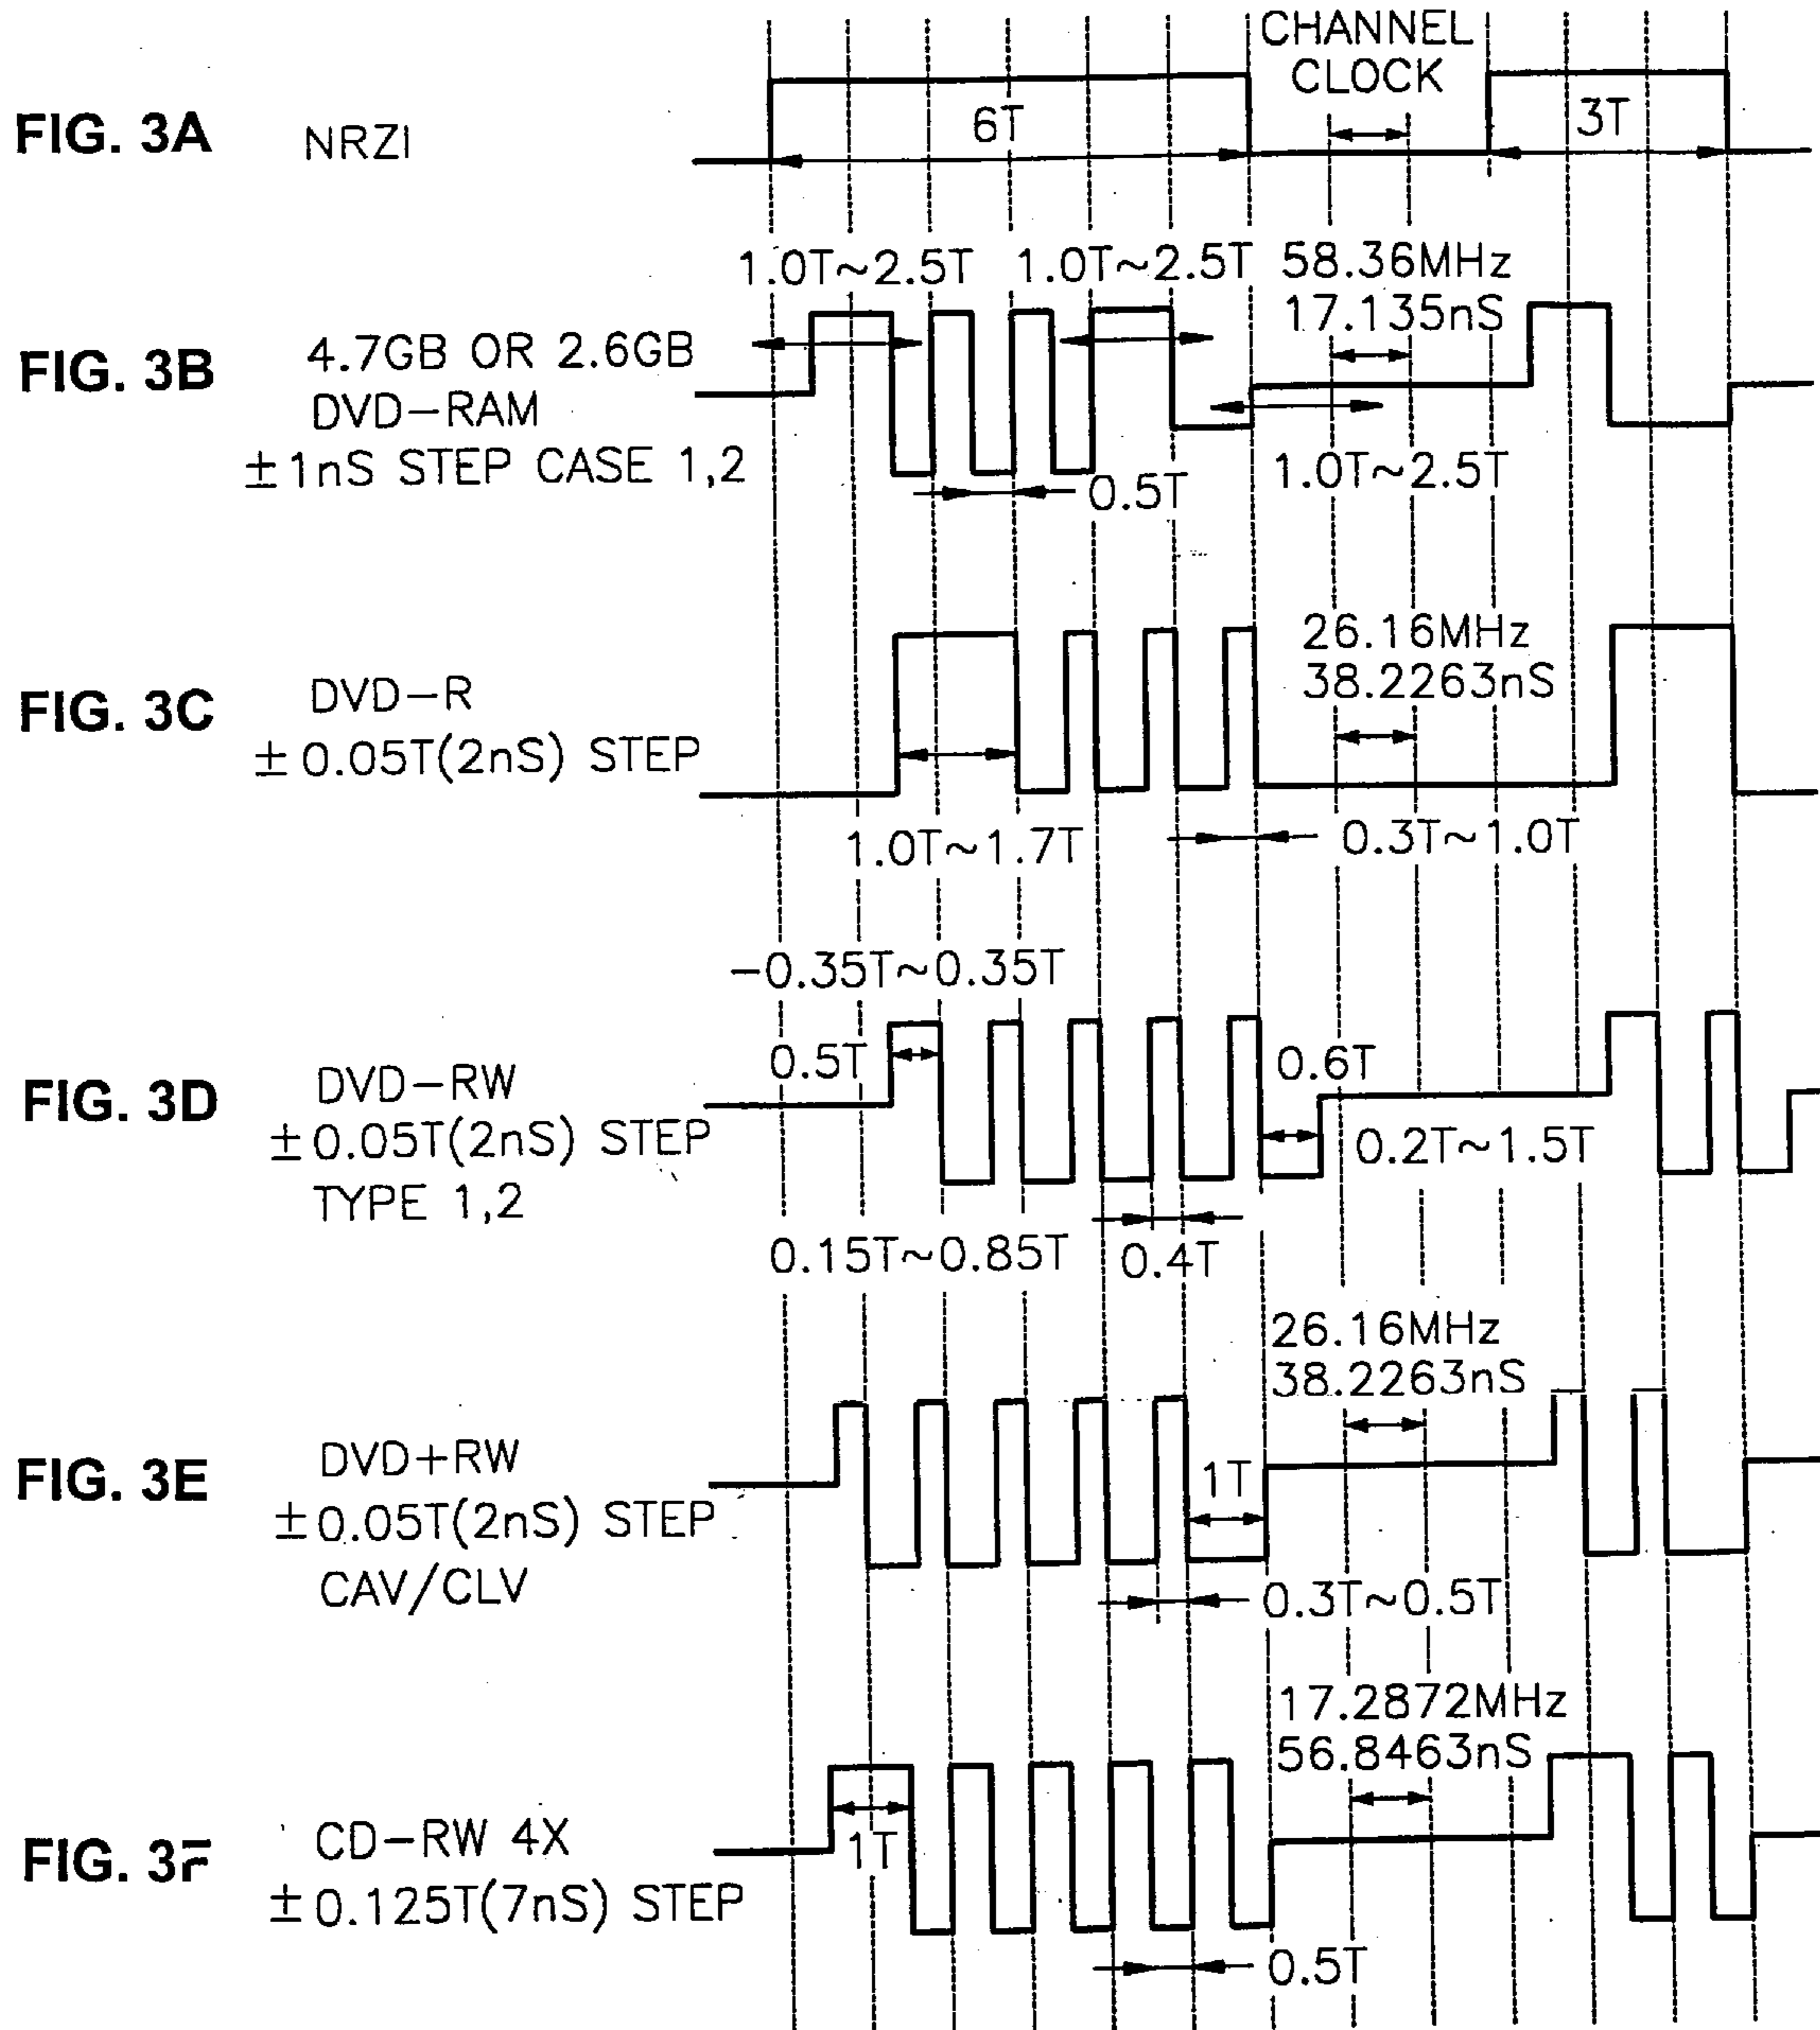 CHANNEL
CLOCK
FIG. 3A
NRZI
6T
3T
1.0T~2.5T
1.0T~2.5T
58.36MHz
17.135nS
FIG. 3B
4.7GB OR 2.6GB
DVD-RAM
±1nS STEP CASE 1,2
0.5T
1.0T~2.5T
FIG. 3C
DVD-R
±0.05T(2nS) STEP
26.16MHz
38.2263nS
1.0T~1.7T
0.3T~1.0T
-0.35T~0.35T
FIG. 3D
DVD-RW
±0.05T(2nS) STEP
TYPE 1,2
0.5T
0.6T
0.2T~1.5T
0.15T~0.85T
0.4T
26.16MHz
38.2263nS
FIG. 3E
DVD+RW
±0.05T(2nS) STEP
CAV/CLV
1T
0.3T~0.5T
17.2872MHz
56.8463nS
FIG. 3F
CD-RW 4X
±0.125T(7nS) STEP
1T
0.5T